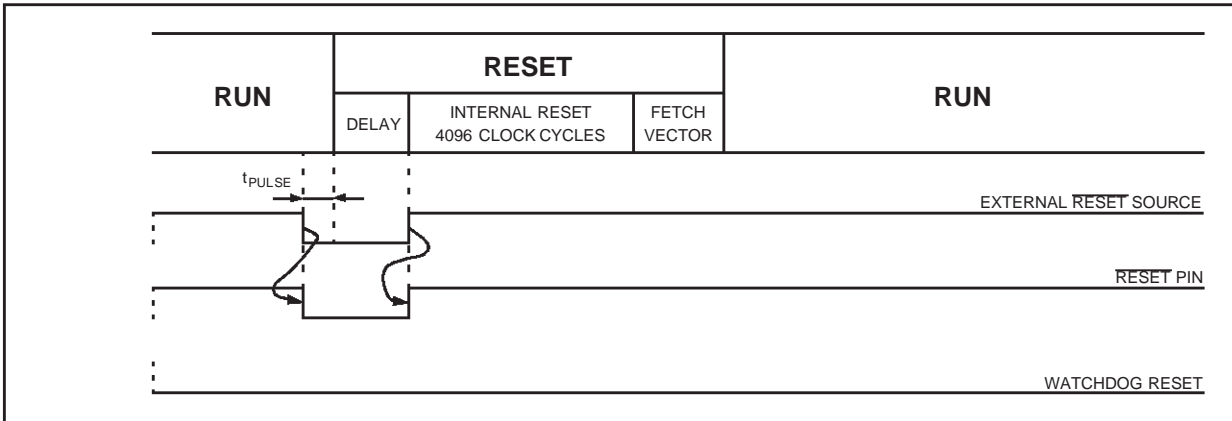 RUN
RESET
RUN
DELAY
INTERNAL RESET
4096 CLOCK CYCLES
FETCH
VECTOR
tPULSE
EXTERNAL RESET SOURCE
RESET PIN
WATCHDOG RESET